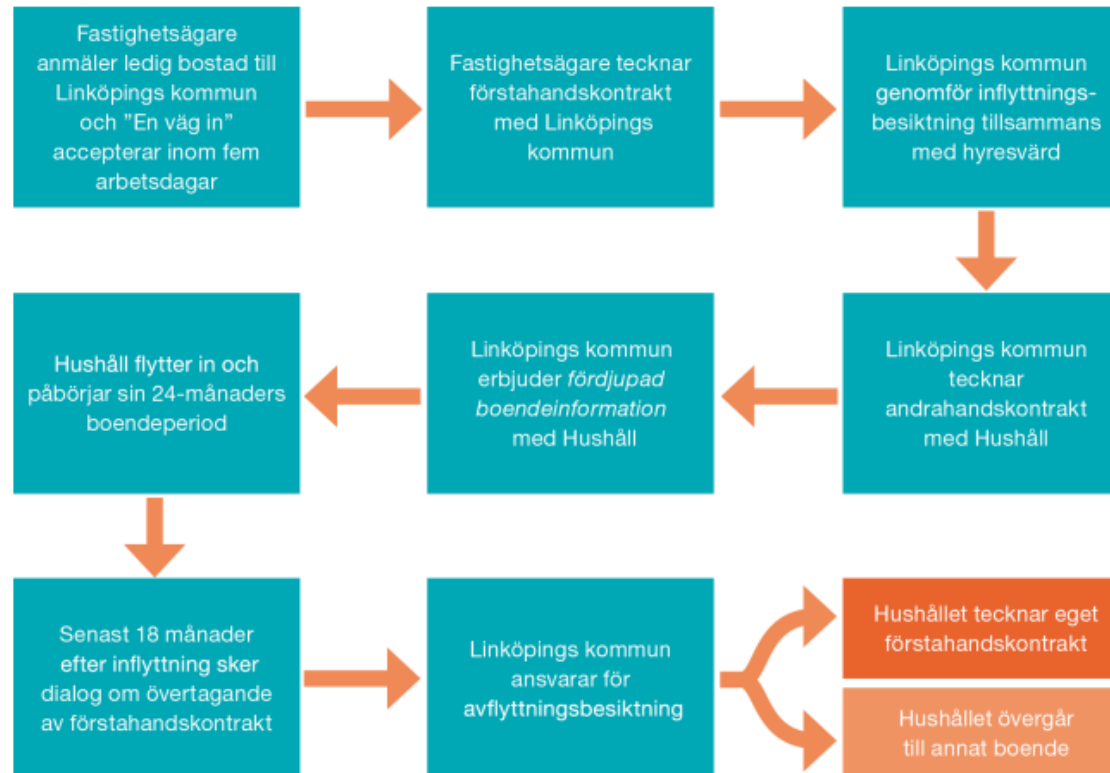 Fastighetsägare
anmäler ledig bostad till
Linköpings kommun
och ”En väg in”
accepterar inom fem
arbetsdagar
Fastighetsägare tecknar
förstahandskontrakt
med Linköpings
kommun
Linköpings kommun
genomför inflyttnings-
besiktning tillsammans
med hyresvärd
Linköpings kommun
tecknar
andrahandskontrakt
med Hushåll
Linköpings kommun
erbjuder fördjupad
boendeinformation
med Hushåll
Hushåll flytter in och
påbörjar sin 24-månaders
boendeperiod
Senast 18 månader
efter inflyttning sker
dialog om övertagande
av förstahandskontrakt
Linköpings kommun
ansvarar för
avflyttningsbesiktning
Hushållet tecknar eget
förstahandskontrakt
Hushållet övergår
till annat boende